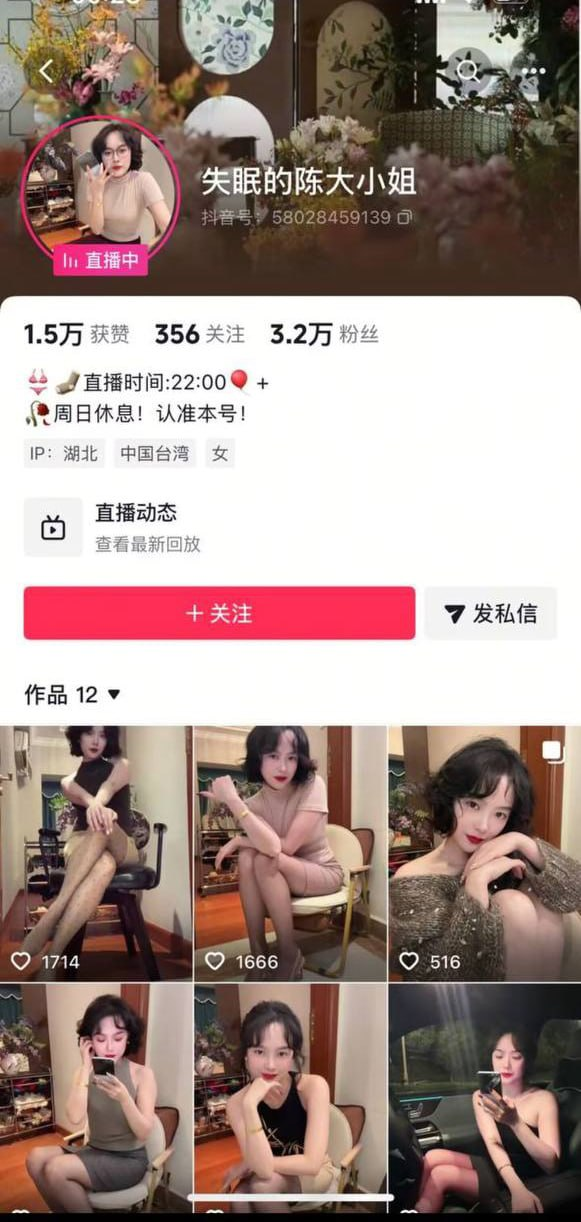 失眠的陈大小姐
抖音号：58028459139
直播中
1.5万 获赞 356 关注 3.2万 粉丝
直播时间:22:00🎈 +
周日休息！认准本号！
IP：湖北 中国台湾 女
直播动态
查看最新回放
+ 关注 发私信
作品 12
1714 1666 516